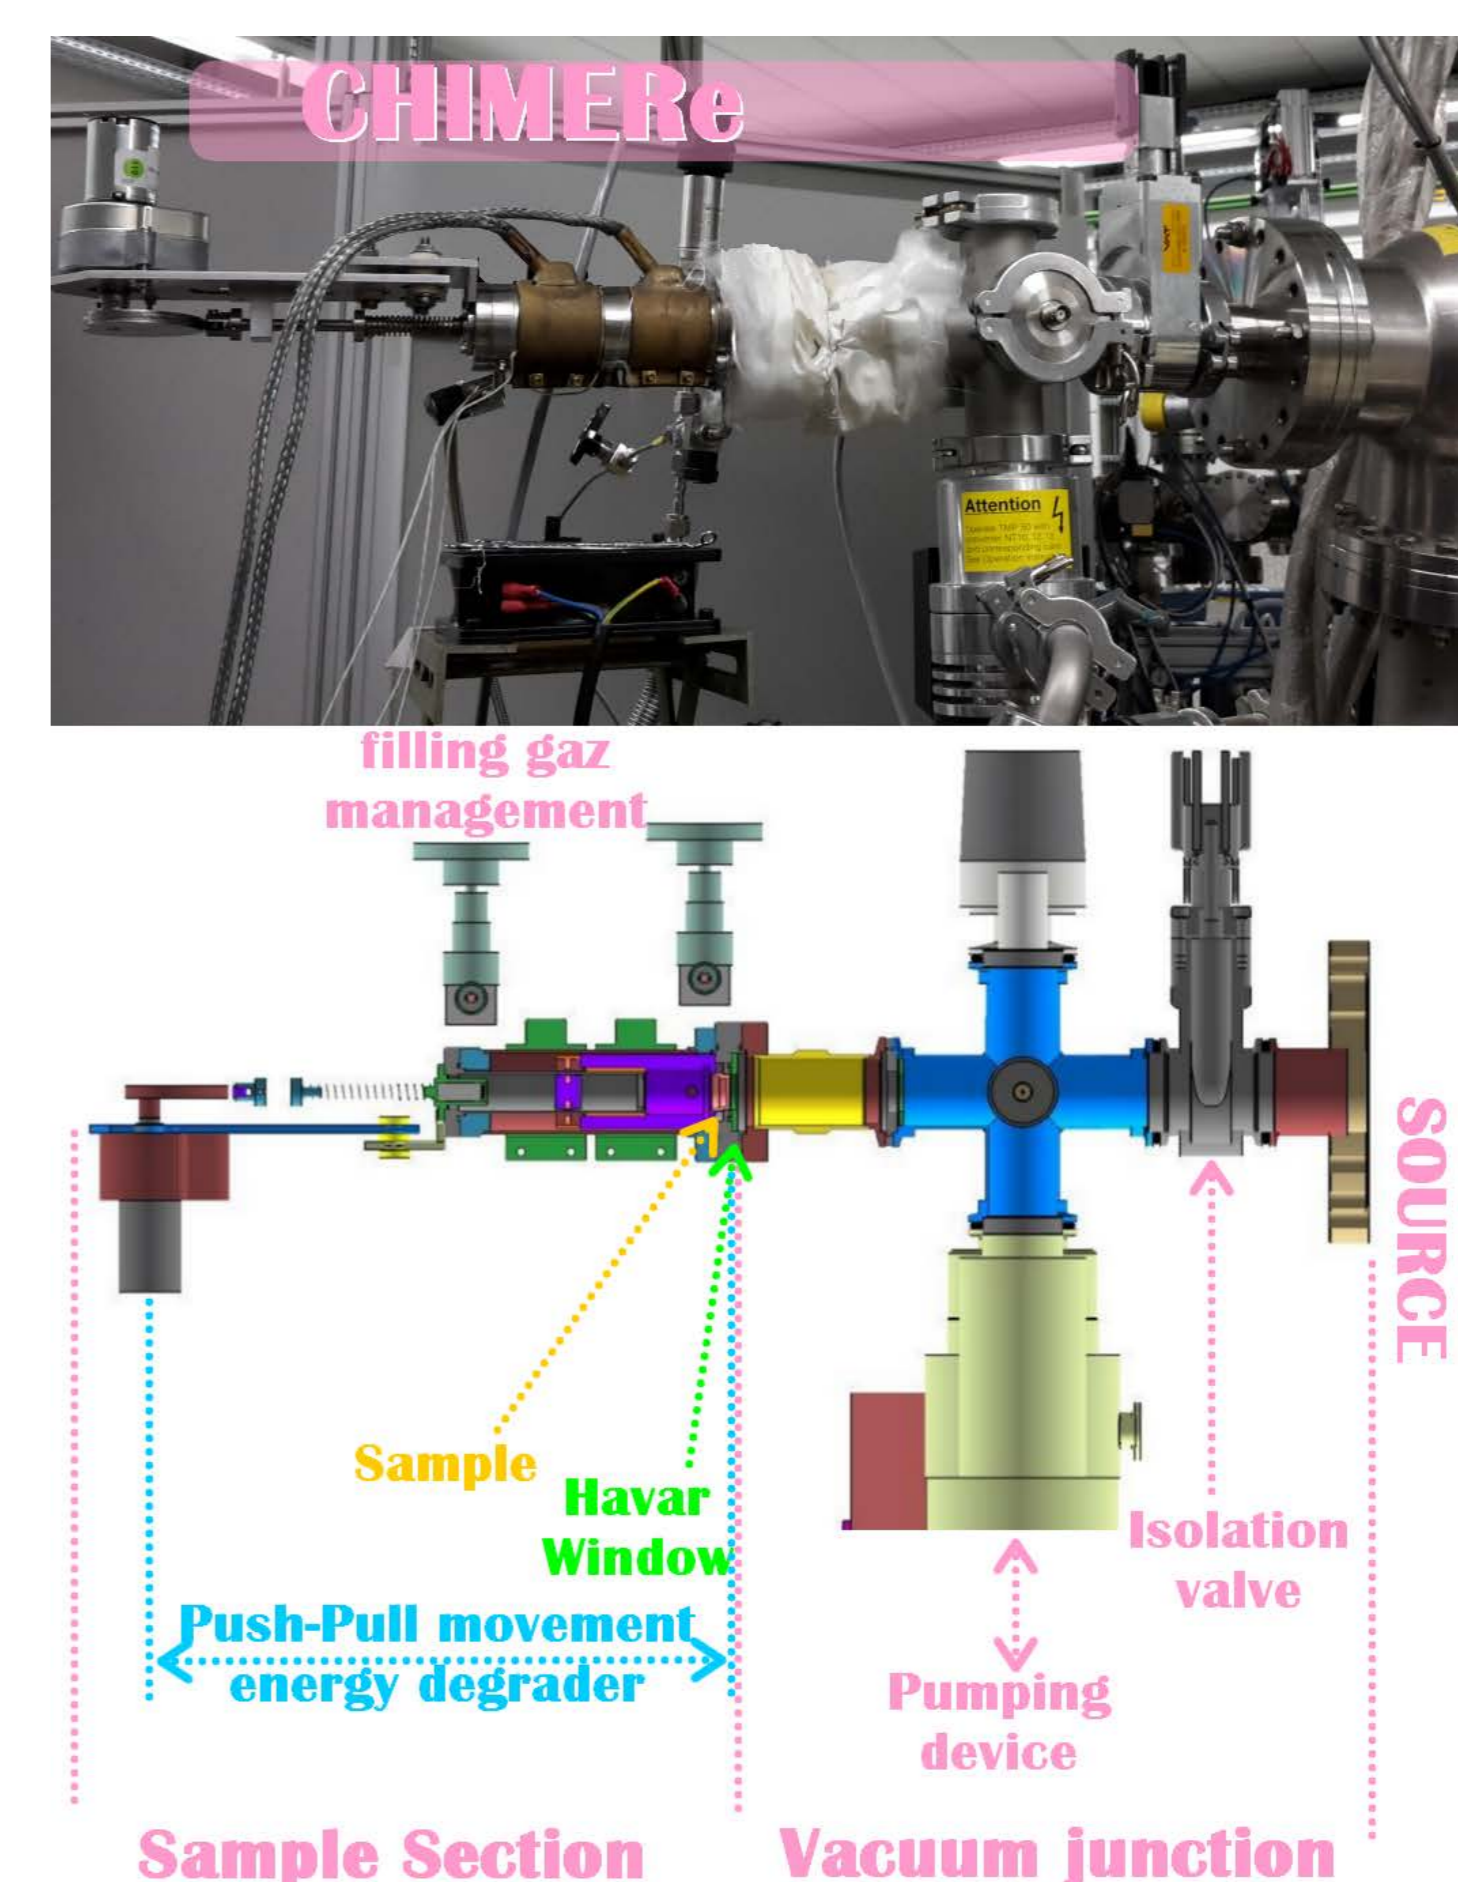 CHIMERe
Attention
filling gaz
management
SOURCE
Sample
Havar
Window
Isolation
valve
Push-Pull movement
energy degrader
Pumping
device
Sample Section
Vacuum junction